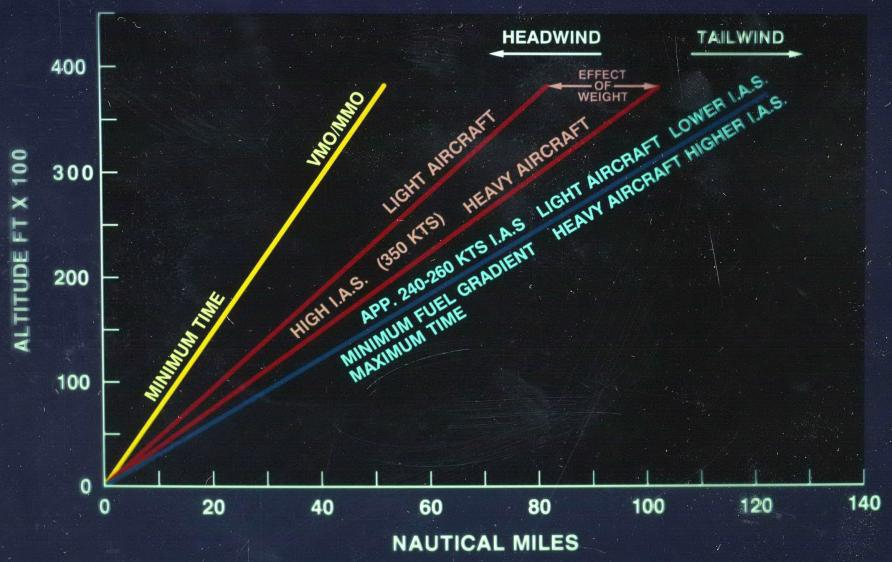 HEADWIND
TAILWIND
EFFECT
OF
WEIGHT
400
300
200
100
0
ALTITUDE FT X 100
VMO/MMO
MINIMUM TIME
LIGHT AIRCRAFT
HIGH I.A.S. (350 KTS) HEAVY AIRCRAFT
APP. 240-260 KTS I.A.S LIGHT AIRCRAFT LOWER I.A.S.
MINIMUM FUEL GRADIENT HEAVY AIRCRAFT HIGHER I.A.S.
MAXIMUM TIME
0 20 40 60 80 100 120 140
NAUTICAL MILES